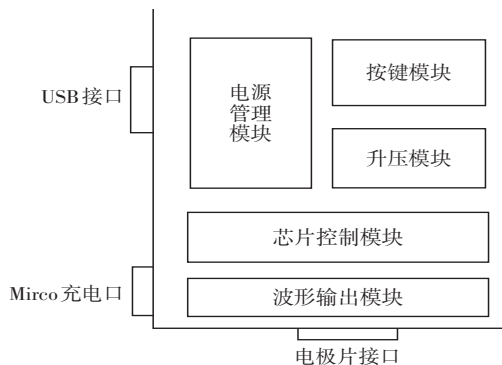 USB接口
电源
管理
模块
按键模块
升压模块
芯片控制模块
Mirco充电口
波形输出模块
电极片接口